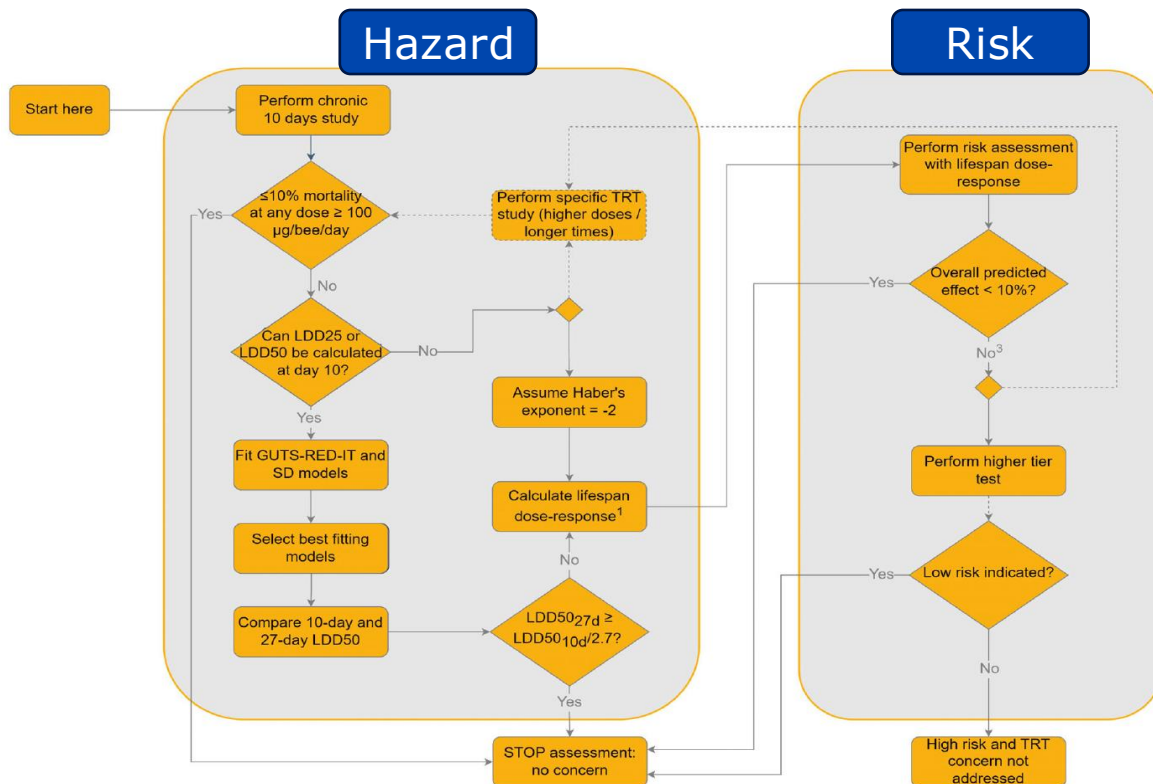 Hazard
Risk
Start here
Perform chronic
10 days study
≤10% mortality
at any dose ≥ 100
µg/bee/day
Yes
No
Perform specific TRT
study (higher doses /
longer times)
Can LDD25 or
LDD50 be calculated
at day 10?
No
Yes
Assume Haber's
exponent = -2
Fit GUTS-RED-IT and
SD models
Calculate lifespan
dose-response¹
Select best fitting
models
No
Compare 10-day and
27-day LDD50
LDD50₂₇d ≥
LDD50₁₀d/2.7?
Yes
STOP assessment:
no concern
Perform risk assessment
with lifespan dose-
response
Overall predicted
effect < 10%?
Yes
No³
Perform higher tier
test
Low risk indicated?
Yes
No
High risk and TRT
concern not
addressed